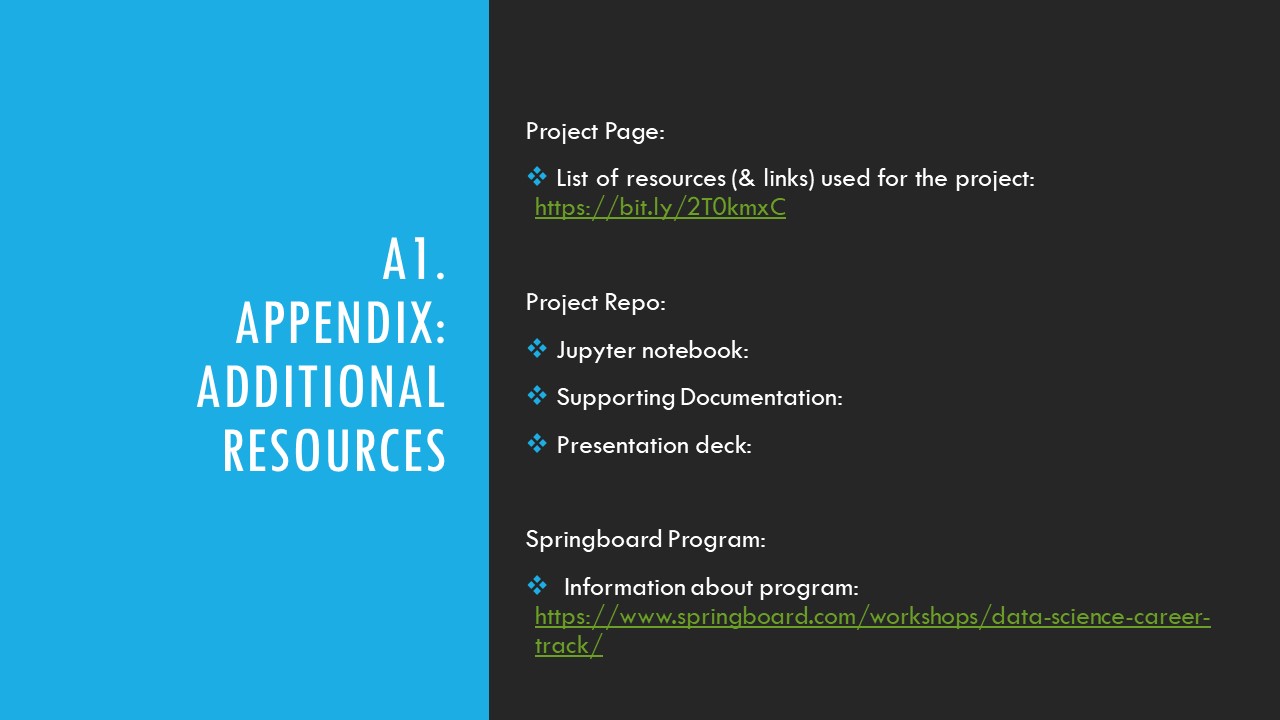 A1.
APPENDIX:
ADDITIONAL
RESOURCES
Project Page:
❖ List of resources (& links) used for the project:
https://bit.ly/2T0kmxC
Project Repo:
❖ Jupyter notebook:
❖ Supporting Documentation:
❖ Presentation deck:
Springboard Program:
❖ Information about program:
https://www.springboard.com/workshops/data-science-career-
track/